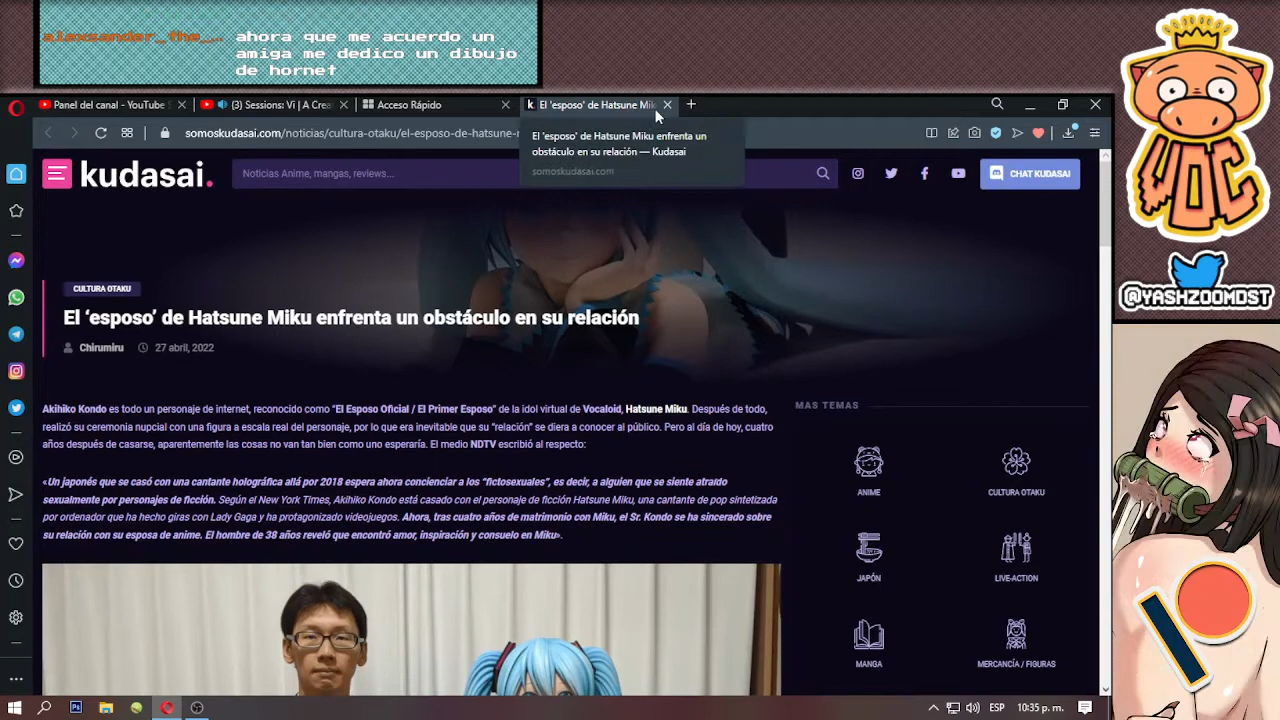 alexsander_the_…
ahora que me acuerdo un
amiga me dedico un dibujo
de hornet
Panel del canal - YouTube S
(3) Sessions: Vi | A Crea
Acceso Rápido
El 'esposo' de Hatsune Mik
somoskudasai.com/noticias/cultura-otaku/el-esposo-de-hatsune-m
El 'esposo' de Hatsune Miku enfrenta un
obstáculo en su relación — Kudasai
somoskudasai.com
kudasai.
Noticias Anime, mangas, reviews...
CHAT KUDASAI
CULTURA OTAKU
El ‘esposo’ de Hatsune Miku enfrenta un obstáculo en su relación
Chirumiru 27 abril, 2022
Akihiko Kondo es todo un personaje de internet, reconocido como “El Esposo Oficial / El Primer Esposo” de la idol virtual de Vocaloid, Hatsune Miku. Después de todo,
realizó su ceremonia nupcial con una figura a escala real del personaje, por lo que era inevitable que su “relación” se diera a conocer al público. Pero al día de hoy, cuatro
años después de casarse, aparentemente las cosas no van tan bien como uno esperaría. El medio NDTV escribió al respecto:
«Un japonés que se casó con una cantante holográfica allá por 2018 espera ahora concienciar a los “fictosexuales”, es decir, a alguien que se siente atraído
sexualmente por personajes de ficción. Según el New York Times, Akihiko Kondo está casado con el personaje de ficción Hatsune Miku, una cantante de pop sintetizada
por ordenador que ha hecho giras con Lady Gaga y ha protagonizado videojuegos. Ahora, tras cuatro años de matrimonio con Miku, el Sr. Kondo se ha sincerado sobre
su relación con su esposa de anime. El hombre de 38 años reveló que encontró amor, inspiración y consuelo en Miku».
MAS TEMAS
ANIME
CULTURA OTAKU
JAPÓN
LIVE-ACTION
MANGA
MERCANCÍA / FIGURAS
YOC
@YASHZOOMDST
ESP
10:35 p. m.